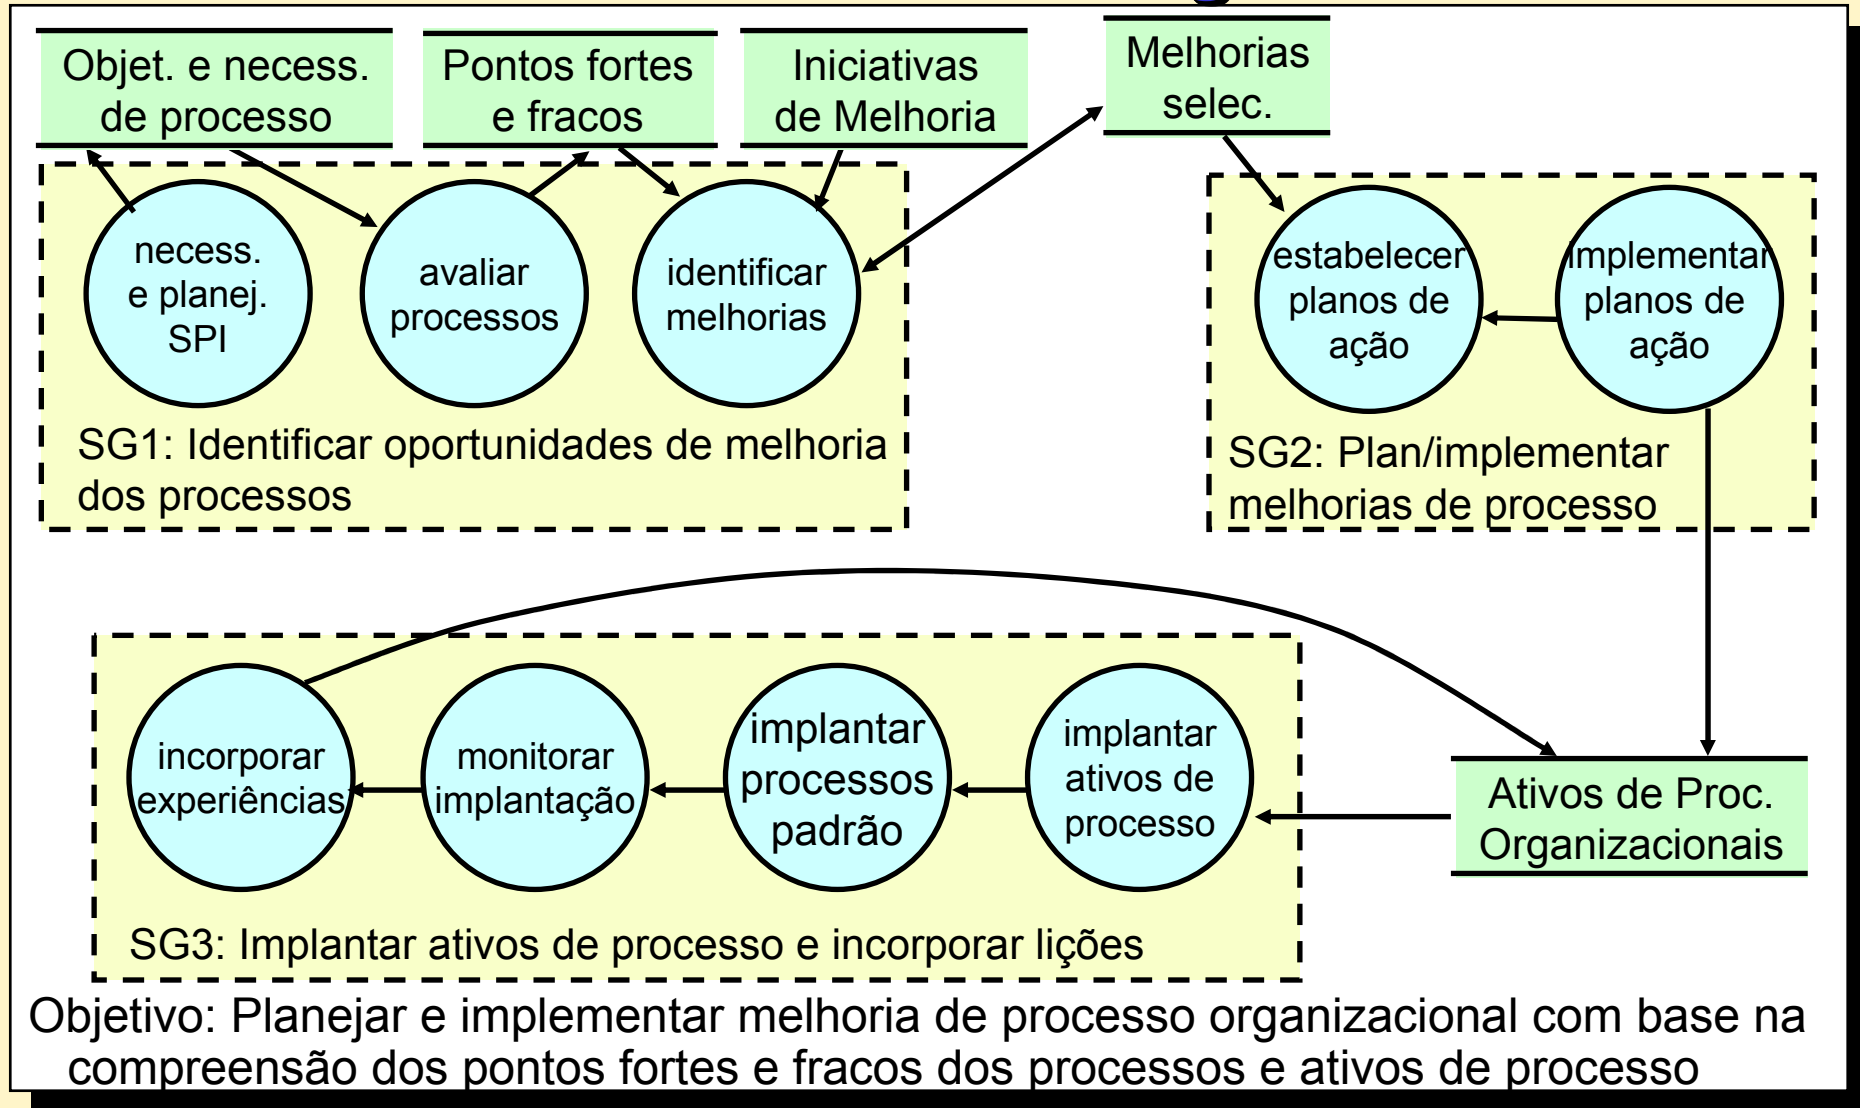 Objet. e necess.
de processo
Pontos fortes
e fracos
Iniciativas
de Melhoria
Melhorias
selec.
necess.
e planej.
SPI
avaliar
processos
identificar
melhorias
SG1: Identificar oportunidades de melhoria
dos processos
estabelecer
planos de
ação
implementar
planos de
ação
SG2: Plan/implementar
melhorias de processo
incorporar
experiências
monitorar
implantação
implantar
processos
padrão
implantar
ativos de
processo
SG3: Implantar ativos de processo e incorporar lições
Ativos de Proc.
Organizacionais
Objetivo: Planejar e implementar melhoria de processo organizacional com base na
compreensão dos pontos fortes e fracos dos processos e ativos de processo